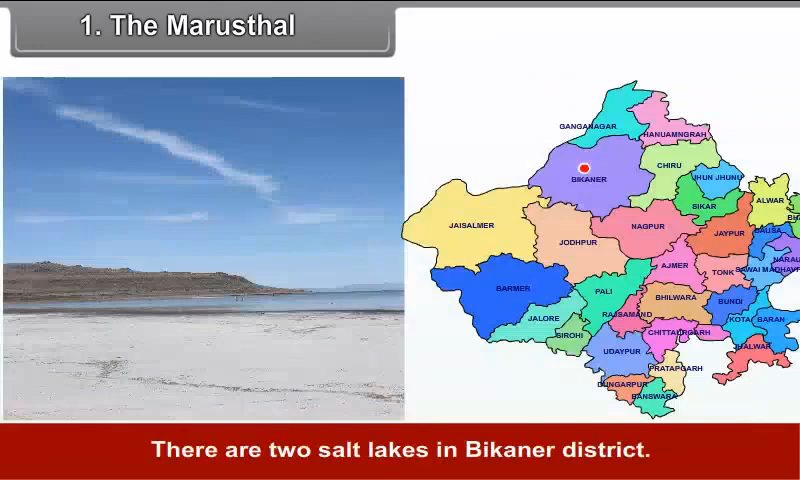 1. The Marusthal
GANGANAGAR
HANUAMNGRAH
CHIRU
BIKANER
JHUN JHUNU
SIKAR
ALWAR
JAISALMER
NAGPUR
JAYPUR
DAUSA
JODHPUR
AJMER
TONK
SAWAI MADHAVP
BARMER
PALI
BHILWARA
BUNDI
JALORE
RAJSAMAND
KOTA
BARAN
SIROHI
CHITTAURGARH
UDAYPUR
JHALWAR
PRATAPGARH
DUNGARPUR
BANSWARA
There are two salt lakes in Bikaner district.